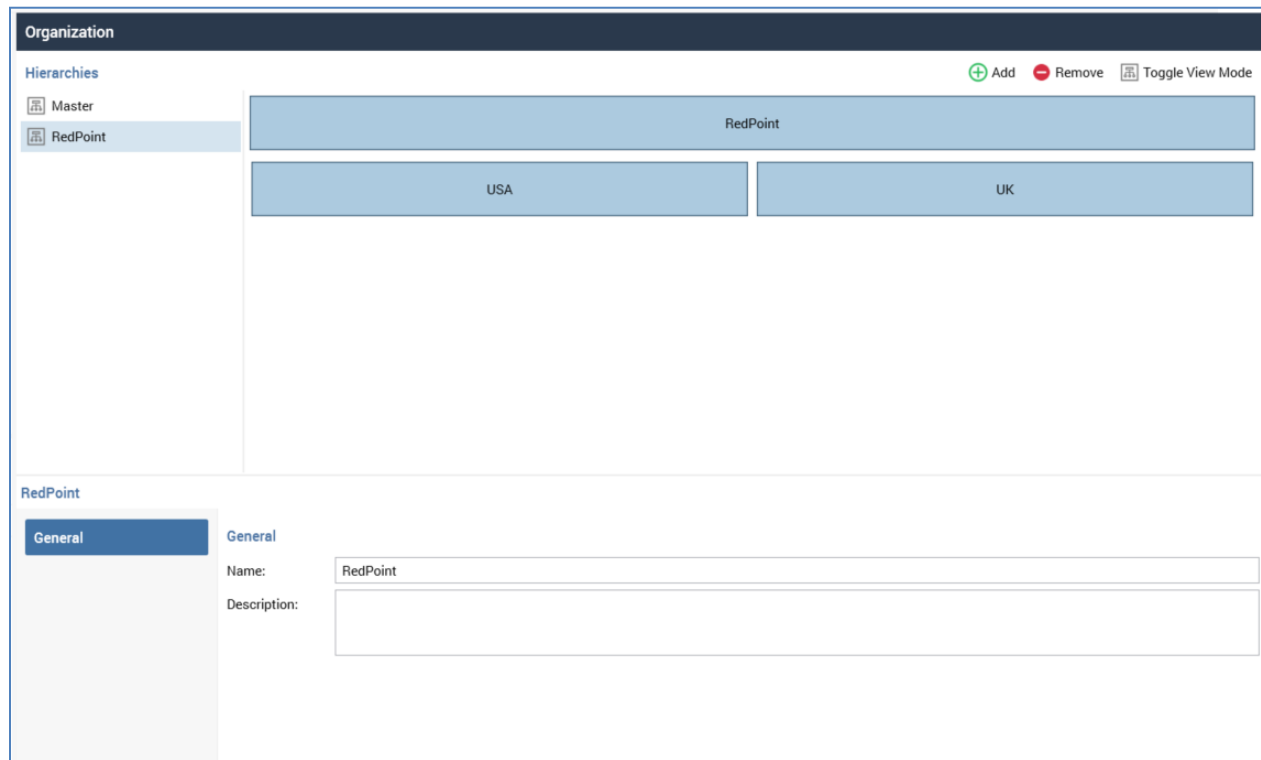 Organization
Hierarchies
Add Remove Toggle View Mode
Master
RedPoint
RedPoint
USA UK
RedPoint
General
General
Name: RedPoint
Description: